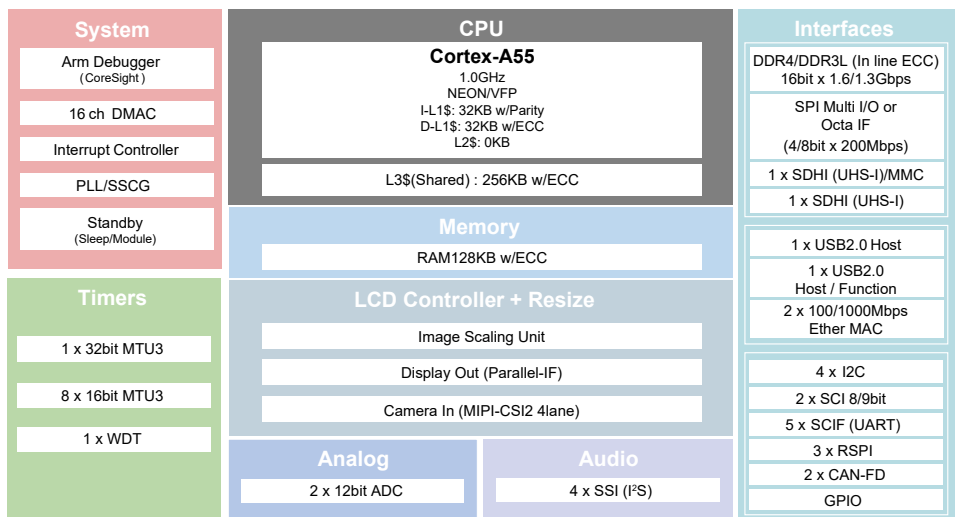 System
Arm Debugger
(CoreSight)
16 ch DMAC
Interrupt Controller
PLL/SSCG
Standby
(Sleep/Module)
Timers
1 x 32bit MTU3
8 x 16bit MTU3
1 x WDT
CPU
Cortex-A55
1.0GHz
NEON/VFP
I-L1$: 32KB w/Parity
D-L1$: 32KB w/ECC
L2$: 0KB
L3$(Shared) : 256KB w/ECC
Memory
RAM128KB w/ECC
LCD Controller + Resize
Image Scaling Unit
Display Out (Parallel-IF)
Camera In (MIPI-CSI2 4lane)
Analog
2 x 12bit ADC
Audio
4 x SSI (I²S)
Interfaces
DDR4/DDR3L (In line ECC)
16bit x 1.6/1.3Gbps
SPI Multi I/O or
Octa IF
(4/8bit x 200Mbps)
1 x SDHI (UHS-I)/MMC
1 x SDHI (UHS-I)
1 x USB2.0 Host
1 x USB2.0
Host / Function
2 x 100/1000Mbps
Ether MAC
4 x I2C
2 x SCI 8/9bit
5 x SCIF (UART)
3 x RSPI
2 x CAN-FD
GPIO